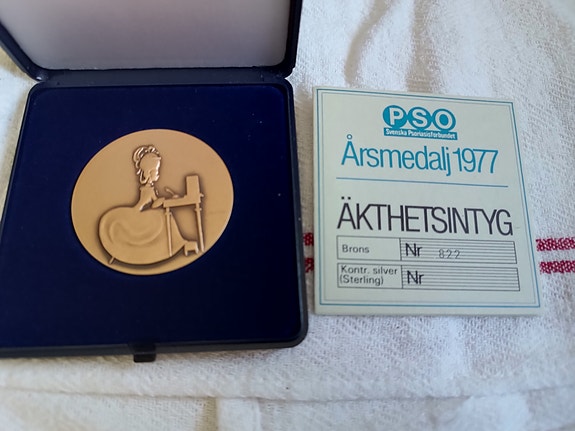 PSO
Svenska Psoriasisförbundet
Årsmedalj 1977
ÄKTHETSINTYG
Brons Nr 822
Kontr. silver Nr
(Sterling)